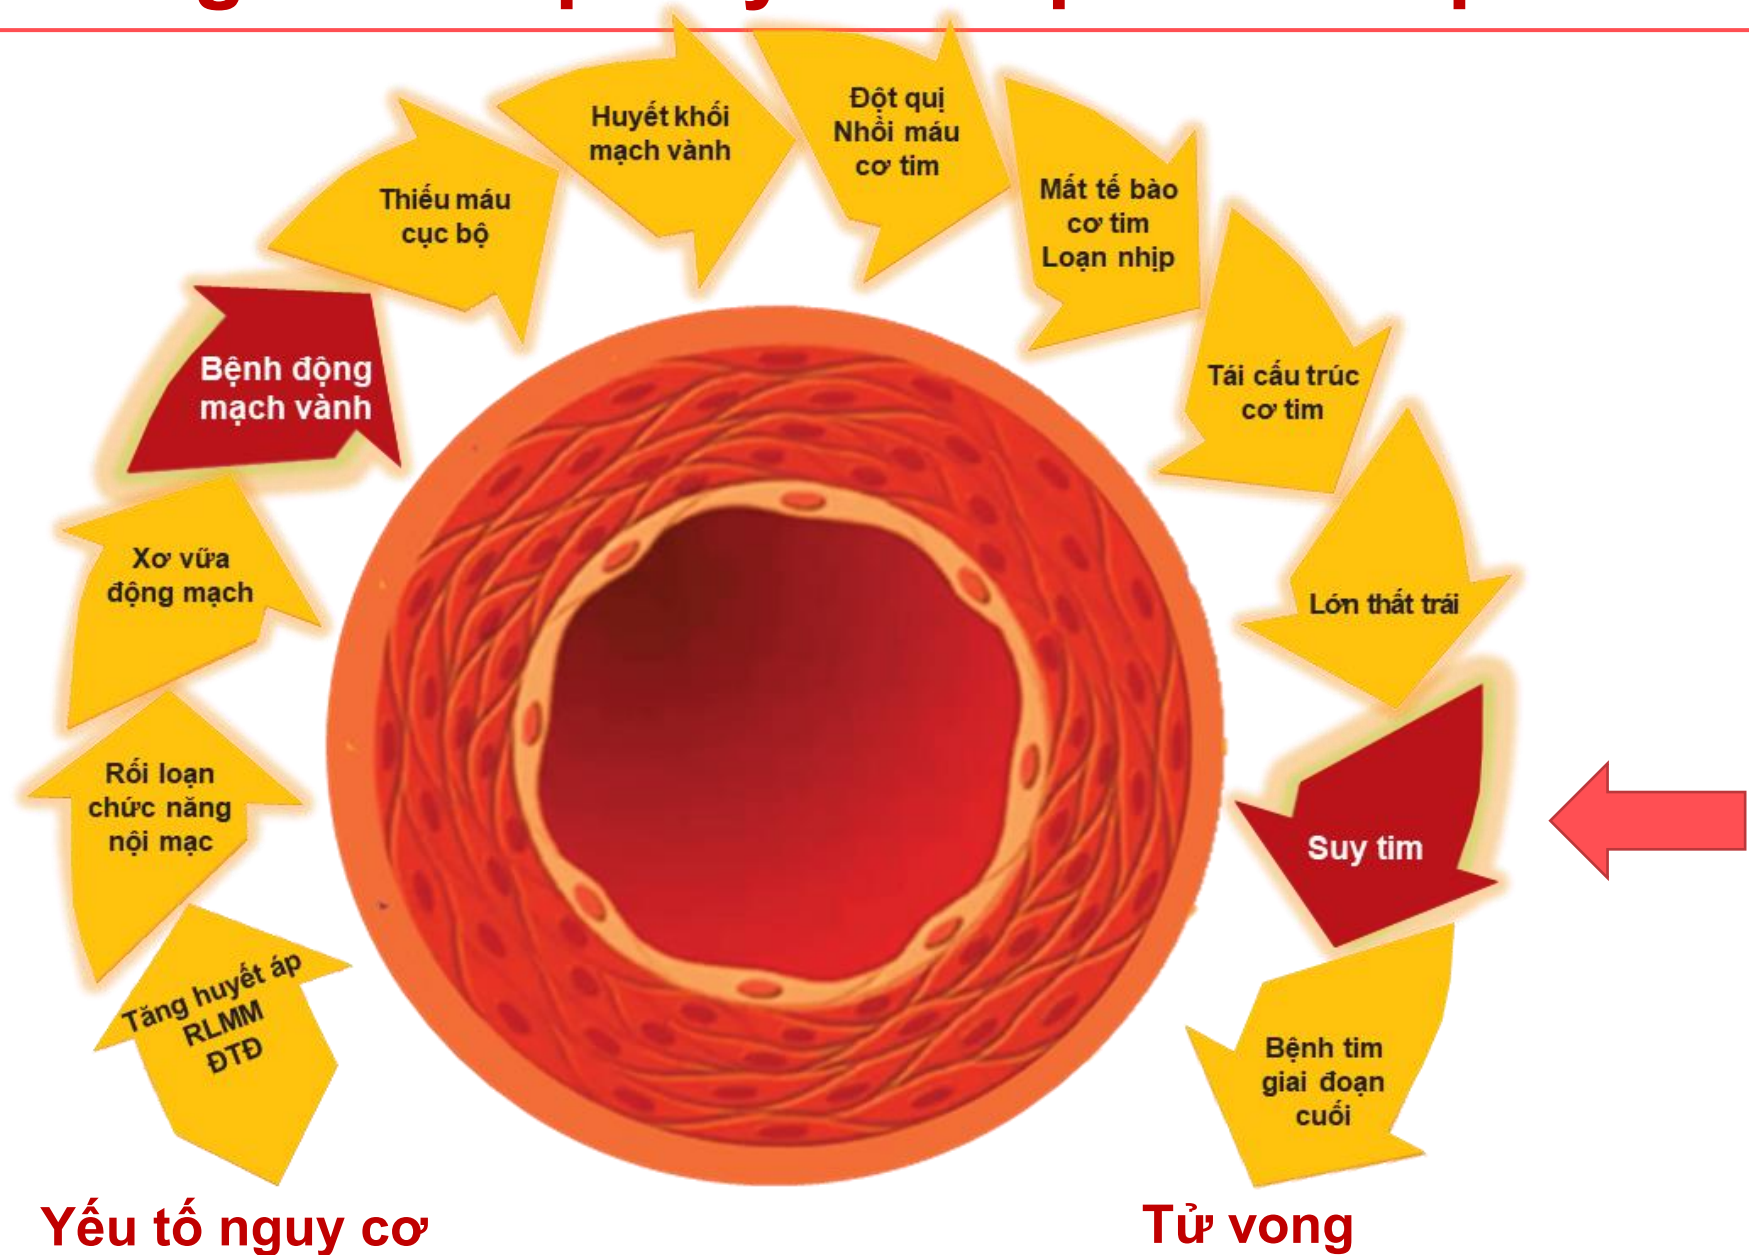 Huyết khối
mạch vành
Đột quị
Nhồi máu
cơ tim
Thiếu máu
cục bộ
Mất tế bào
cơ tim
Loạn nhịp
Bệnh động
mạch vành
Tái cấu trúc
cơ tim
Xơ vữa
động mạch
Lớn thất trái
Rối loạn
chức năng
nội mạc
Suy tim
Tăng huyết áp
RLMM
ĐTĐ
Bệnh tim
giai đoạn
cuối
Yếu tố nguy cơ
Tử vong